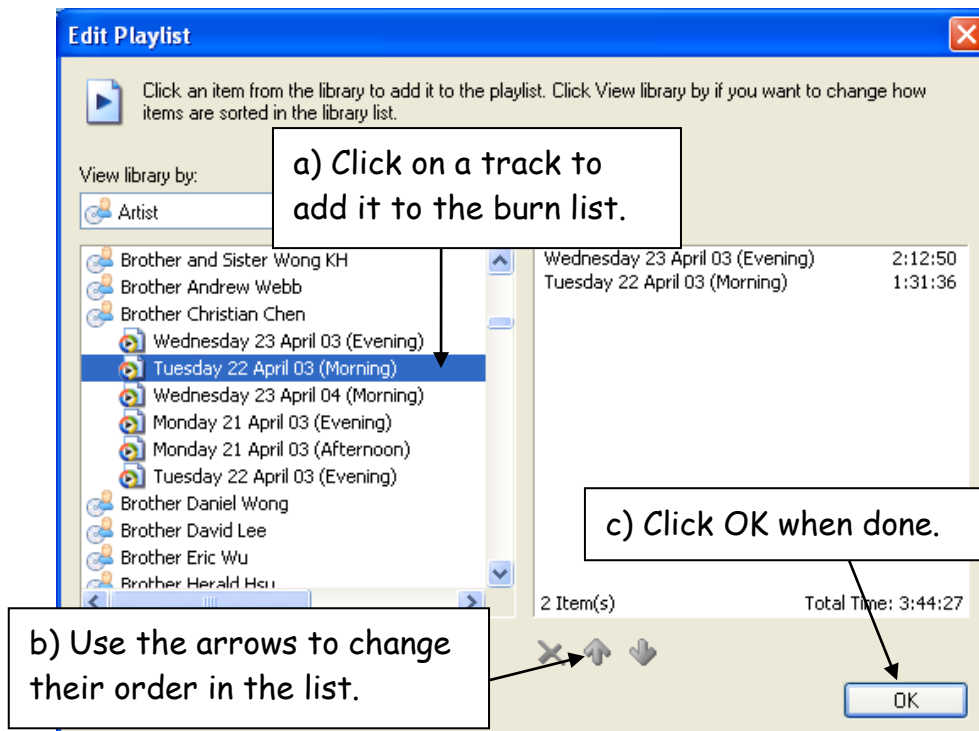 Edit Playlist
Click an item from the library to add it to the playlist. Click View library by if you want to change how
items are sorted in the library list.
a) Click on a track to
add it to the burn list.
View library by:
Artist
Brother and Sister Wong KH
Brother Andrew Webb
Brother Christian Chen
Wednesday 23 April 03 (Evening)
Tuesday 22 April 03 (Morning)
Wednesday 23 April 04 (Morning)
Monday 21 April 03 (Evening)
Monday 21 April 03 (Afternoon)
Tuesday 22 April 03 (Evening)
Brother Daniel Wong
Brother David Lee
Brother Eric Wu
Brother Herald Hsu
Wednesday 23 April 03 (Evening) 2:12:50
Tuesday 22 April 03 (Morning) 1:31:36
c) Click OK when done.
2 Item(s) Total Time: 3:44:27
b) Use the arrows to change
their order in the list.
OK